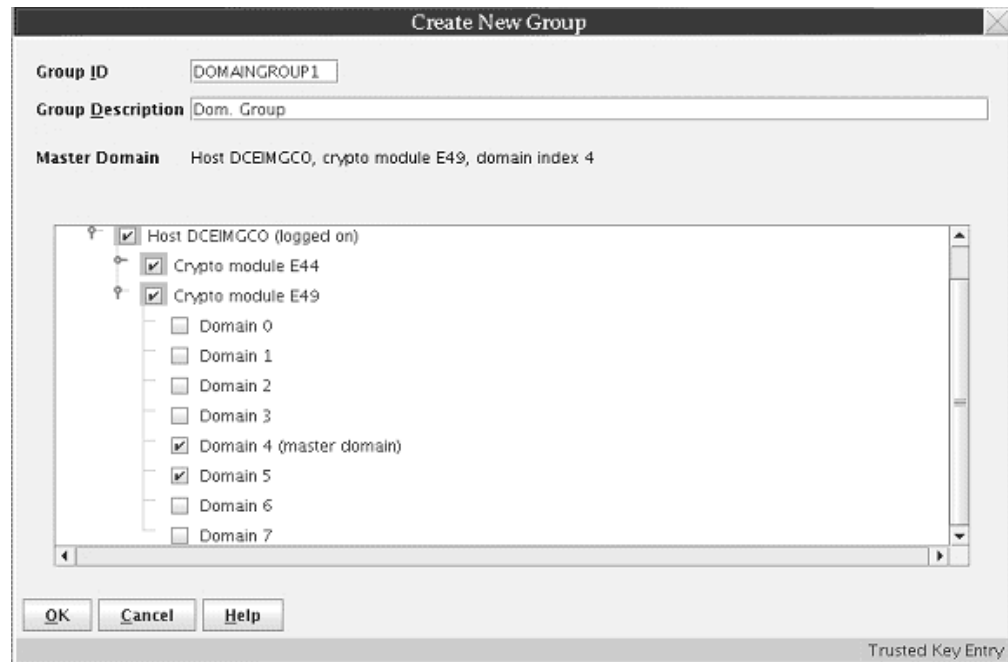 Create New Group
Group ID DOMAINGROUP1
Group Description Dom. Group
Master Domain Host DCEIMGCO, crypto module E49, domain index 4
Host DCEIMGCO (logged on)
Crypto module E44
Crypto module E49
Domain 0
Domain 1
Domain 2
Domain 3
Domain 4 (master domain)
Domain 5
Domain 6
Domain 7
OK Cancel Help
Trusted Key Entry